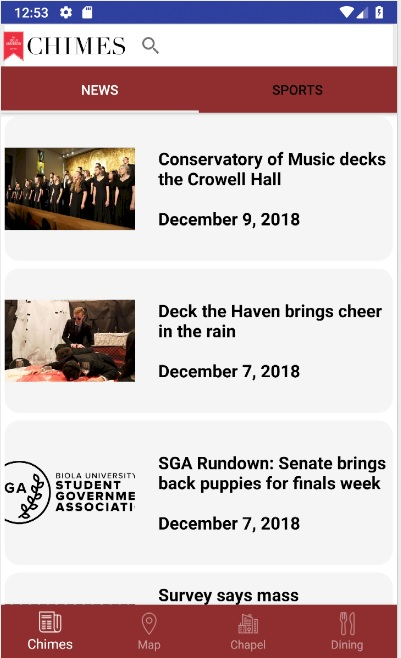 12:53
CHIMES
NEWS
SPORTS
Conservatory of Music decks
the Crowell Hall
December 9, 2018
Deck the Haven brings cheer
in the rain
December 7, 2018
GA
BIOLA UNIVERSITY
STUDENT
GOVERNME
ASSOCIATI
SGA Rundown: Senate brings
back puppies for finals week
December 7, 2018
Survey says mass
Chimes
Map
Chapel
Dining